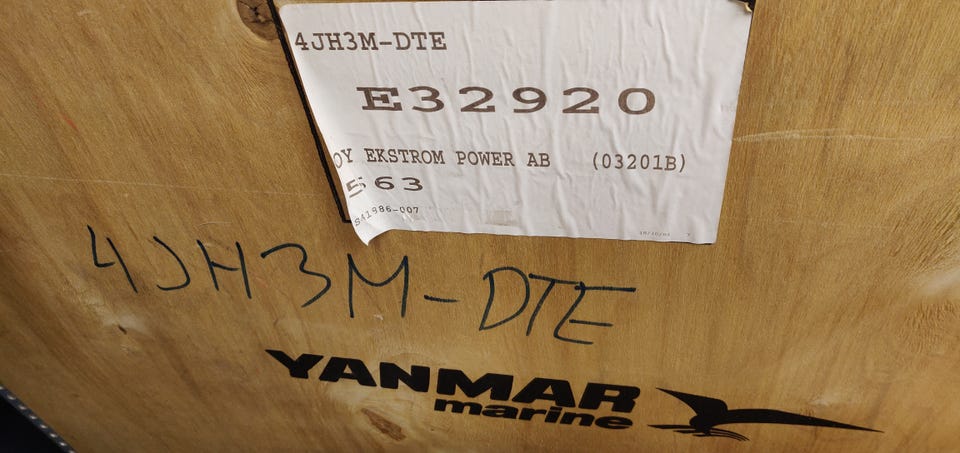 4JH3M-DTE
E32920
OY EKSTROM POWER AB (03201B)
563
S41986-007
4JH3M-DTE
YANMAR
marine